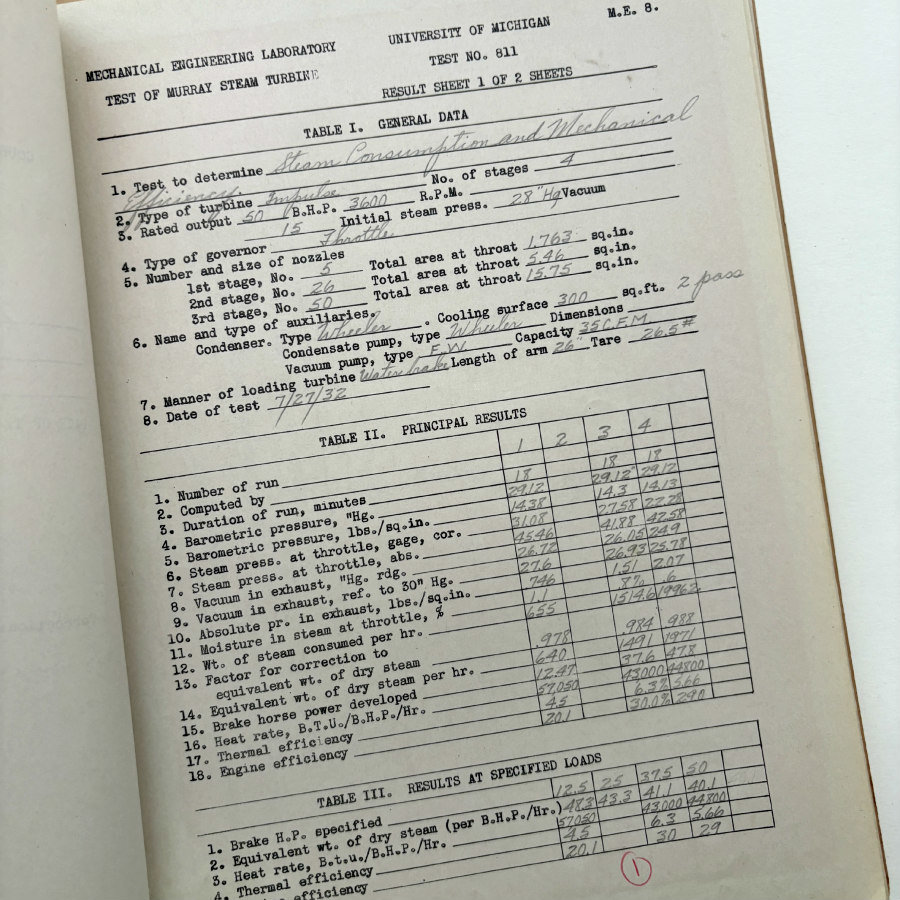 M.E. 8.
MECHANICAL ENGINEERING LABORATORY UNIVERSITY OF MICHIGAN
TEST OF MURRAY STEAM TURBINE TEST NO. 811
RESULT SHEET 1 OF 2 SHEETS
TABLE I. GENERAL DATA
1. Test to determine Steam Consumption and Mechanical
Efficiency.
2. Type of turbine Impulse No. of stages 4
3. Rated output 50 B.H.P. 3600 R.P.M.
15 Initial steam press. 28" Hg Vacuum
4. Type of governor Throttle
5. Number and size of nozzles
1st stage, No. 5 Total area at throat 1.763 sq.in.
2nd stage, No. 26 Total area at throat 5.46 sq.in.
3rd stage, No. 50 Total area at throat 15.75 sq.in.
6. Name and type of auxiliaries.
Condenser. Type Wheeler. Cooling surface 300 sq.ft. 2 pass
Condensate pump, type Wheeler Dimensions
Vacuum pump, type F.W. Capacity 35 C.F.M.
7. Manner of loading turbine Water brake Length of arm 26" Tare 26.5#
8. Date of test 7/27/32
TABLE II. PRINCIPAL RESULTS
1. Number of run 1 2 3 4
2. Computed by
3. Duration of run, minutes 18 18 18
4. Barometric pressure, "Hg. 29.12 29.12" 29.12
5. Barometric pressure, lbs./sq.in. 14.38 14.3 14.13
6. Steam press. at throttle, gage, cor. 31.08 27.58 22.28
7. Steam press. at throttle, abs. 45.46 41.88 42.58
8. Vacuum in exhaust, "Hg. rdg. 26.72 26.05 24.9
9. Vacuum in exhaust, ref. to 30" Hg. 27.6 26.93 25.78
10. Absolute pr. in exhaust, lbs./sq.in. 1.51 2.07
11. Moisture in steam at throttle, % 1.1 .6
12. Wt. of steam consumed per hr. 655 1514.6 1996.2
13. Factor for correction to
equivalent wt. of dry steam .978 .984 .988
14. Equivalent wt. of dry steam per hr. 640 1491 1971
15. Brake horse power developed 12.47 37.6 47.8
16. Heat rate, B.T.U./B.H.P./Hr. 57,050 43000 44800
17. Thermal efficiency 4.5 6.3% 5.66
18. Engine efficiency 20.1 30.0% 29.0
TABLE III. RESULTS AT SPECIFIED LOADS
1. Brake H.P. specified 12.5 25 37.5 50
2. Equivalent wt. of dry steam (per B.H.P./Hr.) 48.3 43.3 41.1 40.1
3. Heat rate, B.t.u./B.H.P./Hr. 57050 43,000 44800
4. Thermal efficiency 4.5 6.3 5.66
efficiency 20.1 30 29
1